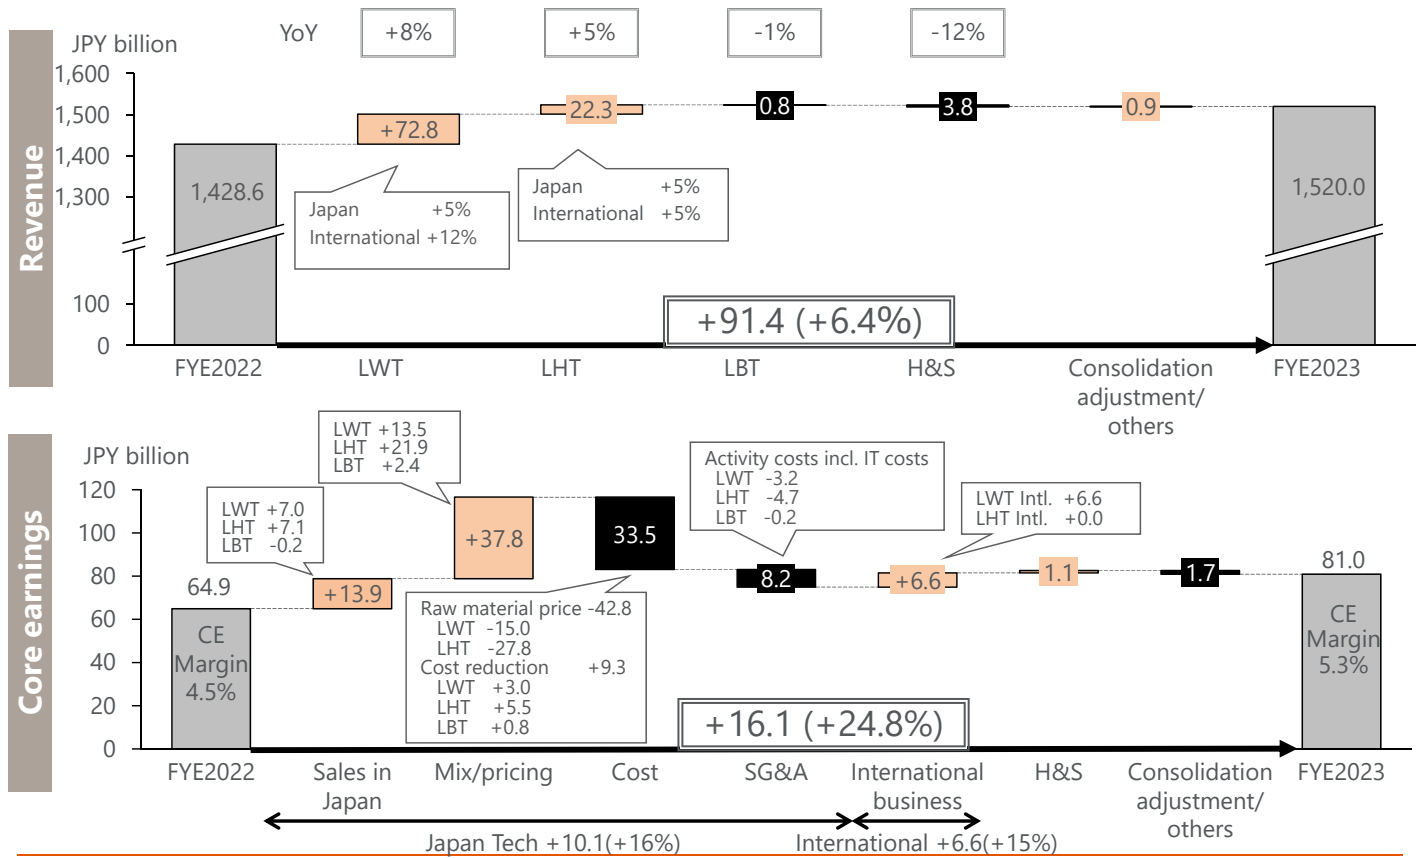 Revenue
JPY billion
YoY
+8%
+5%
-1%
-12%
1,600
1,500
1,400
1,300
100
0
1,428.6
+72.8
22.3
0.8
3.8
0.9
1,520.0
Japan +5%
International +12%
Japan +5%
International +5%
+91.4 (+6.4%)
FYE2022
LWT
LHT
LBT
H&S
Consolidation
adjustment/
others
FYE2023
Core earnings
JPY billion
120
100
80
60
40
20
0
64.9
CE
Margin
4.5%
LWT +7.0
LHT +7.1
LBT -0.2
+13.9
LWT +13.5
LHT +21.9
LBT +2.4
+37.8
33.5
Raw material price -42.8
LWT -15.0
LHT -27.8
Cost reduction +9.3
LWT +3.0
LHT +5.5
LBT +0.8
Activity costs incl. IT costs
LWT -3.2
LHT -4.7
LBT -0.2
8.2
LWT Intl. +6.6
LHT Intl. +0.0
+6.6
1.1
1.7
81.0
CE
Margin
5.3%
+16.1 (+24.8%)
FYE2022
Sales in
Japan
Mix/pricing
Cost
SG&A
International
business
H&S
Consolidation
adjustment/
others
FYE2023
Japan Tech +10.1(+16%)
International +6.6(+15%)